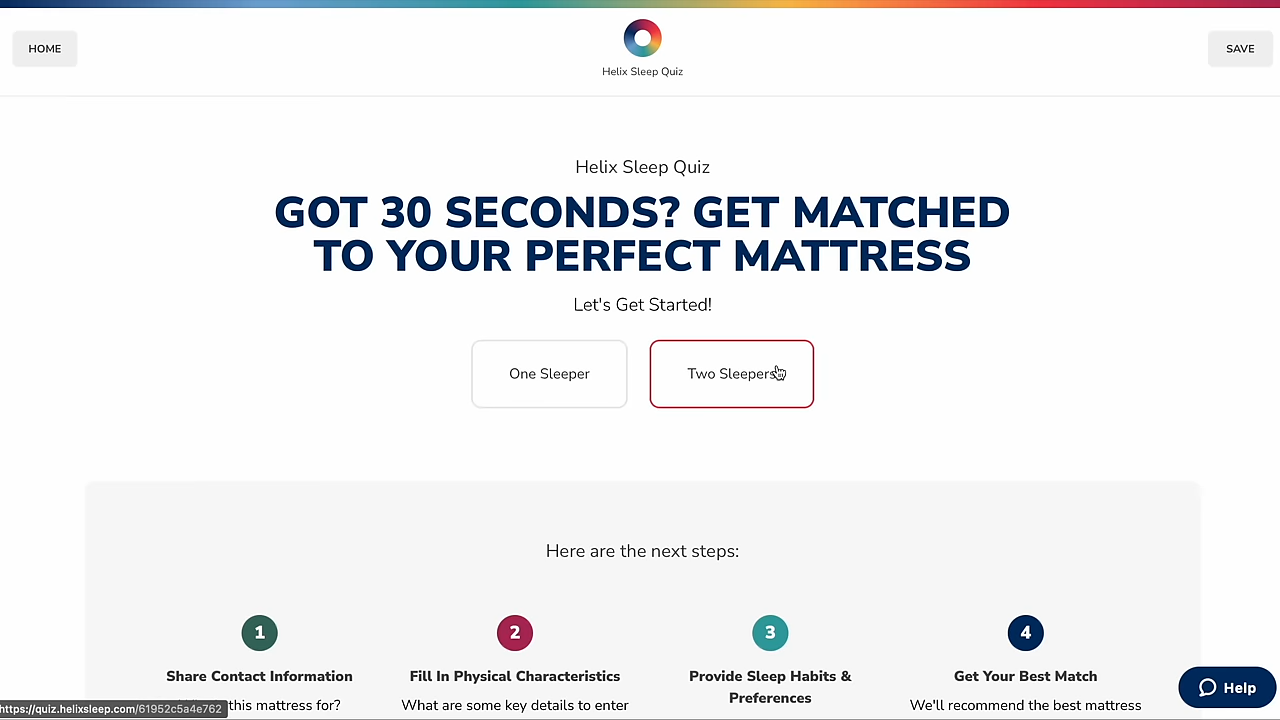 HOME
Helix Sleep Quiz
SAVE
Helix Sleep Quiz
GOT 30 SECONDS? GET MATCHED
TO YOUR PERFECT MATTRESS
Let's Get Started!
One Sleeper
Two Sleepers
Here are the next steps:
1
Share Contact Information
this mattress for?
2
Fill In Physical Characteristics
What are some key details to enter
3
Provide Sleep Habits &
Preferences
4
Get Your Best Match
We'll recommend the best mattress
Help
https://quiz.helixsleep.com/61952c5a4e762